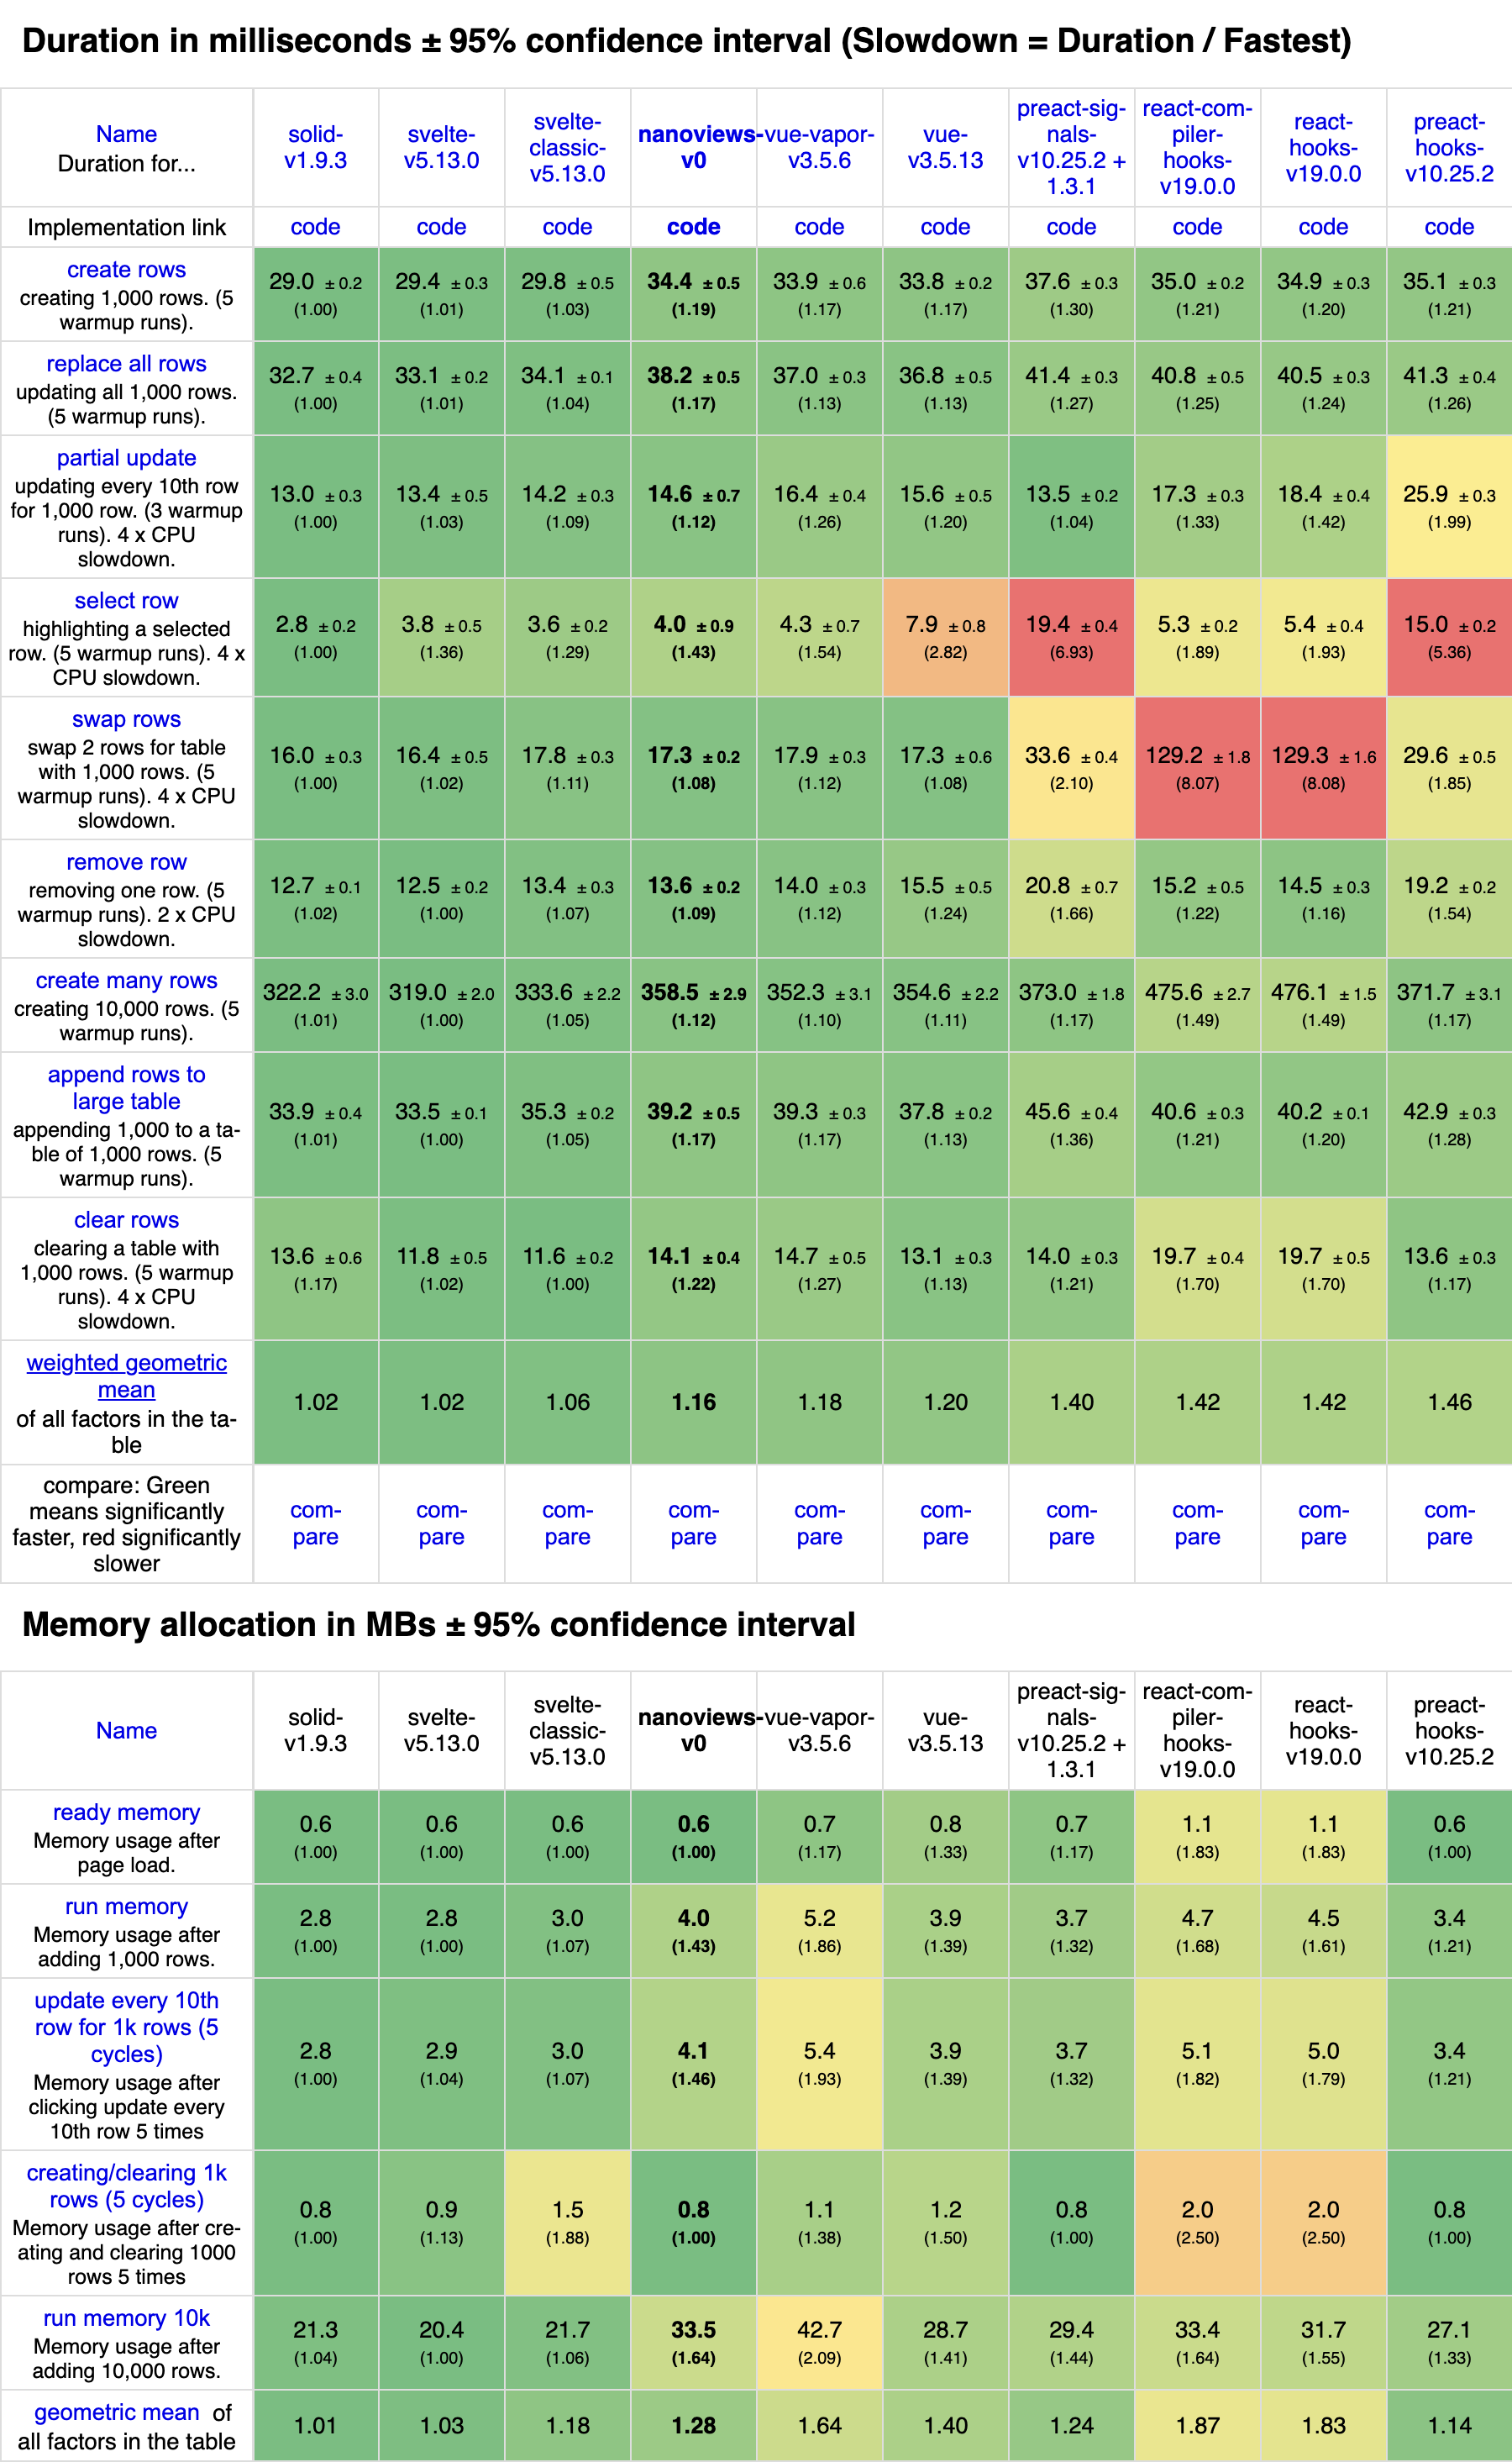 Duration in milliseconds ± 95% confidence interval (Slowdown = Duration / Fastest)
Name
Duration for...
solid-
v1.9.3
svelte-
v5.13.0
svelte-
classic-
v5.13.0
nanoviews-
v0
vue-vapor-
v3.5.6
vue-
v3.5.13
preact-sig-
nals-
v10.25.2 +
1.3.1
react-com-
piler-
hooks-
v19.0.0
react-
hooks-
v19.0.0
preact-
hooks-
v10.25.2
Implementation link code code code code code code code code code code
create rows
creating 1,000 rows. (5
warmup runs).
29.0 ± 0.2 29.4 ± 0.3 29.8 ± 0.5 34.4 ± 0.5 33.9 ± 0.6 33.8 ± 0.2 37.6 ± 0.3 35.0 ± 0.2 34.9 ± 0.3 35.1 ± 0.3
(1.00) (1.01) (1.03) (1.19) (1.17) (1.17) (1.30) (1.21) (1.20) (1.21)
replace all rows
updating all 1,000 rows.
(5 warmup runs).
32.7 ± 0.4 33.1 ± 0.2 34.1 ± 0.1 38.2 ± 0.5 37.0 ± 0.3 36.8 ± 0.5 41.4 ± 0.3 40.8 ± 0.5 40.5 ± 0.3 41.3 ± 0.4
(1.00) (1.01) (1.04) (1.17) (1.13) (1.13) (1.27) (1.25) (1.24) (1.26)
partial update
updating every 10th row
for 1,000 row. (3 warmup
runs). 4 x CPU
slowdown.
13.0 ± 0.3 13.4 ± 0.5 14.2 ± 0.3 14.6 ± 0.7 16.4 ± 0.4 15.6 ± 0.5 13.5 ± 0.2 17.3 ± 0.3 18.4 ± 0.4 25.9 ± 0.3
(1.00) (1.03) (1.09) (1.12) (1.26) (1.20) (1.04) (1.33) (1.42) (1.99)
select row
highlighting a selected
row. (5 warmup runs). 4 x
CPU slowdown.
2.8 ± 0.2 3.8 ± 0.5 3.6 ± 0.2 4.0 ± 0.9 4.3 ± 0.7 7.9 ± 0.8 19.4 ± 0.4 5.3 ± 0.2 5.4 ± 0.4 15.0 ± 0.2
(1.00) (1.36) (1.29) (1.43) (1.54) (2.82) (6.93) (1.89) (1.93) (5.36)
swap rows
swap 2 rows for table
with 1,000 rows. (5
warmup runs). 4 x CPU
slowdown.
16.0 ± 0.3 16.4 ± 0.5 17.8 ± 0.3 17.3 ± 0.2 17.9 ± 0.3 17.3 ± 0.6 33.6 ± 0.4 129.2 ± 1.8 129.3 ± 1.6 29.6 ± 0.5
(1.00) (1.02) (1.11) (1.08) (1.12) (1.08) (2.10) (8.07) (8.08) (1.85)
remove row
removing one row. (5
warmup runs). 2 x CPU
slowdown.
12.7 ± 0.1 12.5 ± 0.2 13.4 ± 0.3 13.6 ± 0.2 14.0 ± 0.3 15.5 ± 0.5 20.8 ± 0.7 15.2 ± 0.5 14.5 ± 0.3 19.2 ± 0.2
(1.02) (1.00) (1.07) (1.09) (1.12) (1.24) (1.66) (1.22) (1.16) (1.54)
create many rows
creating 10,000 rows. (5
warmup runs).
322.2 ± 3.0 319.0 ± 2.0 333.6 ± 2.2 358.5 ± 2.9 352.3 ± 3.1 354.6 ± 2.2 373.0 ± 1.8 475.6 ± 2.7 476.1 ± 1.5 371.7 ± 3.1
(1.01) (1.00) (1.05) (1.12) (1.10) (1.11) (1.17) (1.49) (1.49) (1.17)
append rows to
large table
appending 1,000 to a ta-
ble of 1,000 rows. (5
warmup runs).
33.9 ± 0.4 33.5 ± 0.1 35.3 ± 0.2 39.2 ± 0.5 39.3 ± 0.3 37.8 ± 0.2 45.6 ± 0.4 40.6 ± 0.3 40.2 ± 0.1 42.9 ± 0.3
(1.01) (1.00) (1.05) (1.17) (1.17) (1.13) (1.36) (1.21) (1.20) (1.28)
clear rows
clearing a table with
1,000 rows. (5 warmup
runs). 4 x CPU
slowdown.
13.6 ± 0.6 11.8 ± 0.5 11.6 ± 0.2 14.1 ± 0.4 14.7 ± 0.5 13.1 ± 0.3 14.0 ± 0.3 19.7 ± 0.4 19.7 ± 0.5 13.6 ± 0.3
(1.17) (1.02) (1.00) (1.22) (1.27) (1.13) (1.21) (1.70) (1.70) (1.17)
weighted geometric
mean
of all factors in the ta-
ble
1.02 1.02 1.06 1.16 1.18 1.20 1.40 1.42 1.42 1.46
compare: Green
means significantly
faster, red significantly
slower
com- com- com- com- com- com- com- com- com- com-
pare pare pare pare pare pare pare pare pare pare
Memory allocation in MBs ± 95% confidence interval
Name
solid-
v1.9.3
svelte-
v5.13.0
svelte-
classic-
v5.13.0
nanoviews-
v0
vue-vapor-
v3.5.6
vue-
v3.5.13
preact-sig-
nals-
v10.25.2 +
1.3.1
react-com-
piler-
hooks-
v19.0.0
react-
hooks-
v19.0.0
preact-
hooks-
v10.25.2
ready memory
Memory usage after
page load.
0.6 0.6 0.6 0.6 0.7 0.8 0.7 1.1 1.1 0.6
(1.00) (1.00) (1.00) (1.00) (1.17) (1.33) (1.17) (1.83) (1.83) (1.00)
run memory
Memory usage after
adding 1,000 rows.
2.8 2.8 3.0 4.0 5.2 3.9 3.7 4.7 4.5 3.4
(1.00) (1.00) (1.07) (1.43) (1.86) (1.39) (1.32) (1.68) (1.61) (1.21)
update every 10th
row for 1k rows (5
cycles)
Memory usage after
clicking update every
10th row 5 times
2.8 2.9 3.0 4.1 5.4 3.9 3.7 5.1 5.0 3.4
(1.00) (1.04) (1.07) (1.46) (1.93) (1.39) (1.32) (1.82) (1.79) (1.21)
creating/clearing 1k
rows (5 cycles)
Memory usage after cre-
ating and clearing 1000
rows 5 times
0.8 0.9 1.5 0.8 1.1 1.2 0.8 2.0 2.0 0.8
(1.00) (1.13) (1.88) (1.00) (1.38) (1.50) (1.00) (2.50) (2.50) (1.00)
run memory 10k
Memory usage after
adding 10,000 rows.
21.3 20.4 21.7 33.5 42.7 28.7 29.4 33.4 31.7 27.1
(1.04) (1.00) (1.06) (1.64) (2.09) (1.41) (1.44) (1.64) (1.55) (1.33)
geometric mean of
all factors in the table
1.01 1.03 1.18 1.28 1.64 1.40 1.24 1.87 1.83 1.14